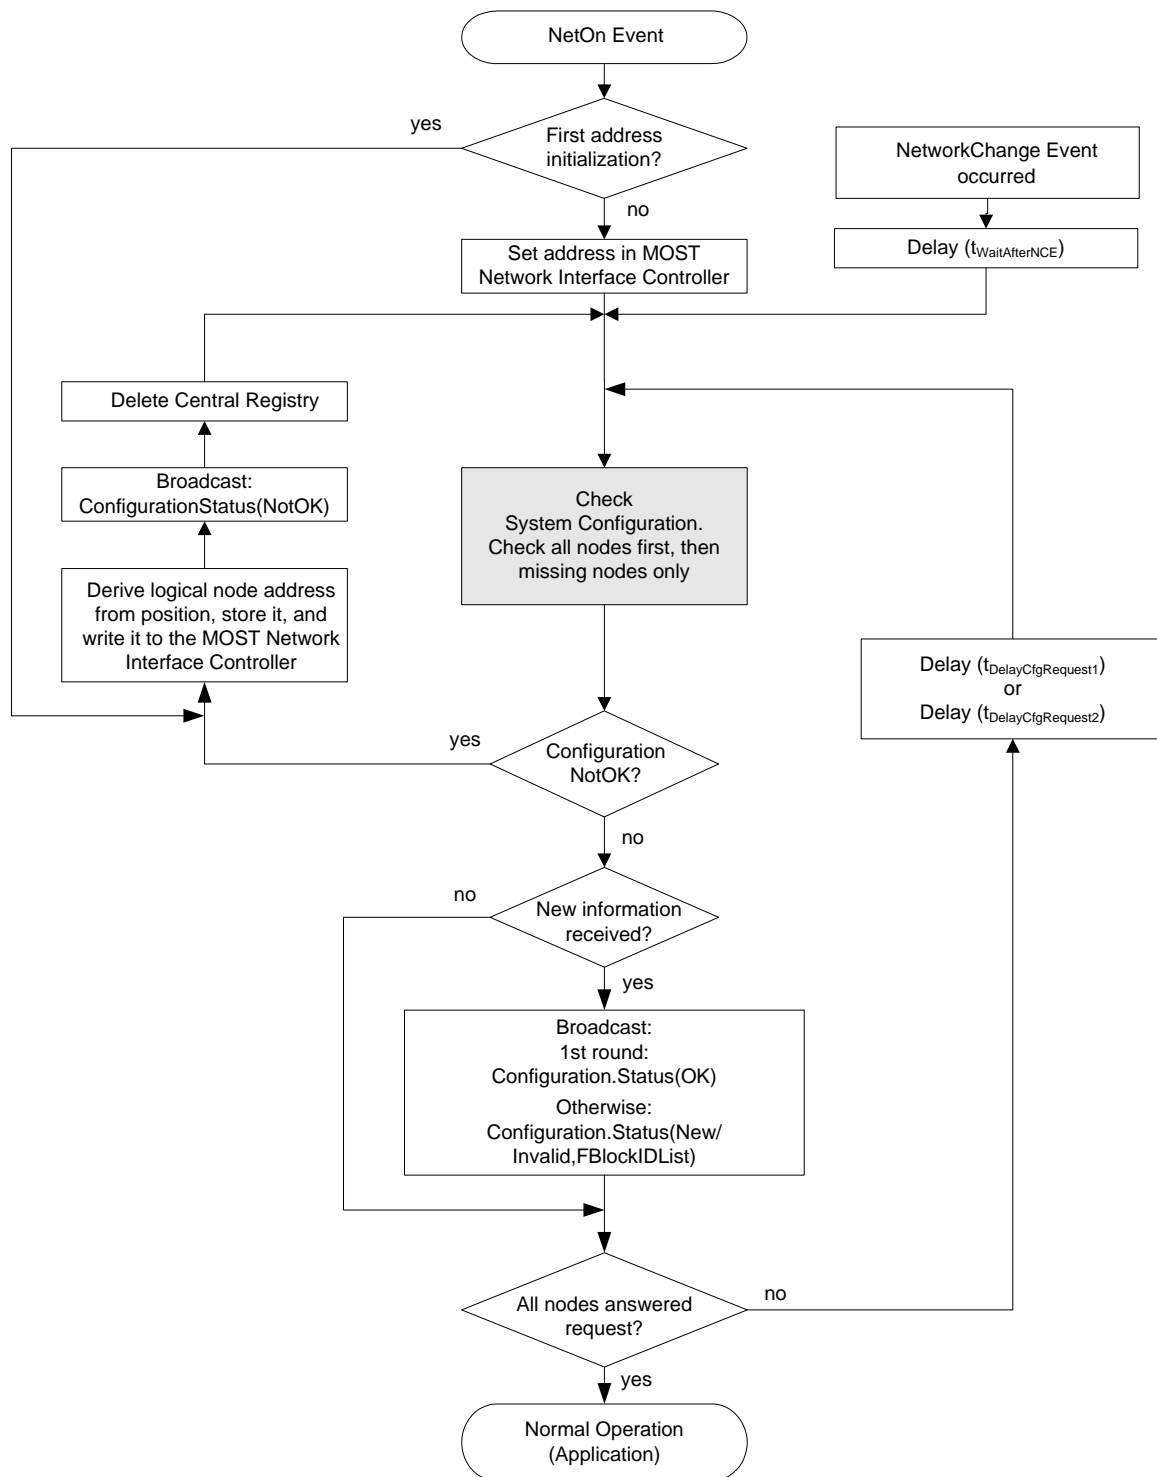 NetOn Event
yes
First address
initialization?
NetworkChange Event
occurred
no
Set address in MOST
Network Interface Controller
Delay (tWaitAfterNCE)
Delete Central Registry
Broadcast:
ConfigurationStatus(NotOK)
Check
System Configuration.
Check all nodes first, then
missing nodes only
Derive logical node address
from position, store it, and
write it to the MOST Network
Interface Controller
Delay (tDelayCfgRequest1)
or
Delay (tDelayCfgRequest2)
yes
Configuration
NotOK?
no
no
New information
received?
yes
Broadcast:
1st round:
Configuration.Status(OK)
Otherwise:
Configuration.Status(New/
Invalid,FBlockIDList)
All nodes answered
request?
no
yes
Normal Operation
(Application)